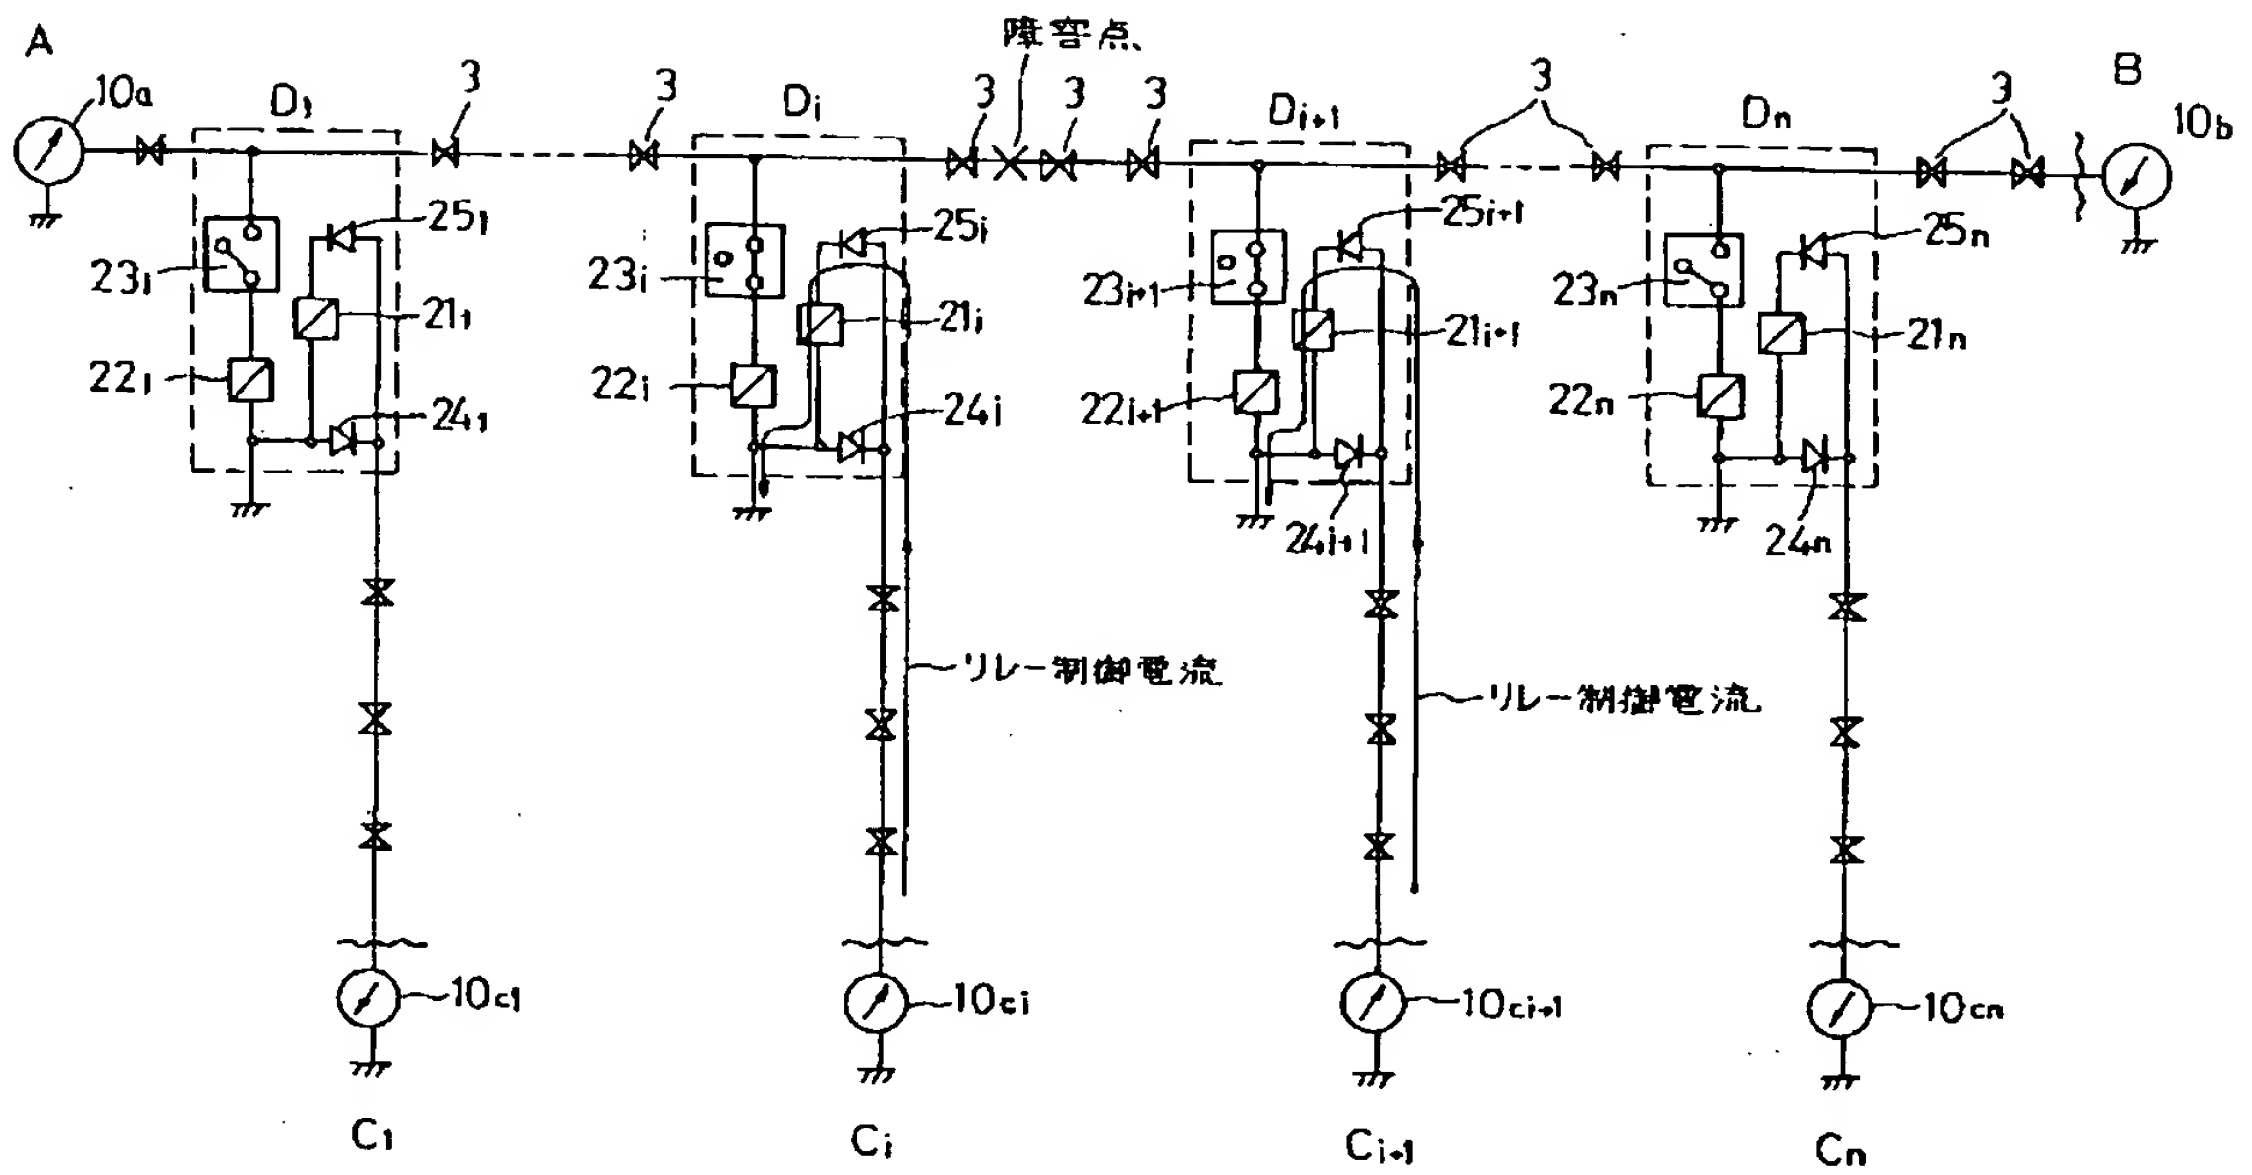 障害点
A
10a
D1
3
3
Di
3
3
3
Di+1
3
Dn
3
B
10b
251
231
211
221
241
25i
23i
21i
22i
24i
25i+1
23i+1
21i+1
22i+1
24i+1
25n
23n
21n
22n
24n
リレー制御電流
リレー制御電流
10c1
10ci
10ci+1
10cn
C1
Ci
Ci+1
Cn